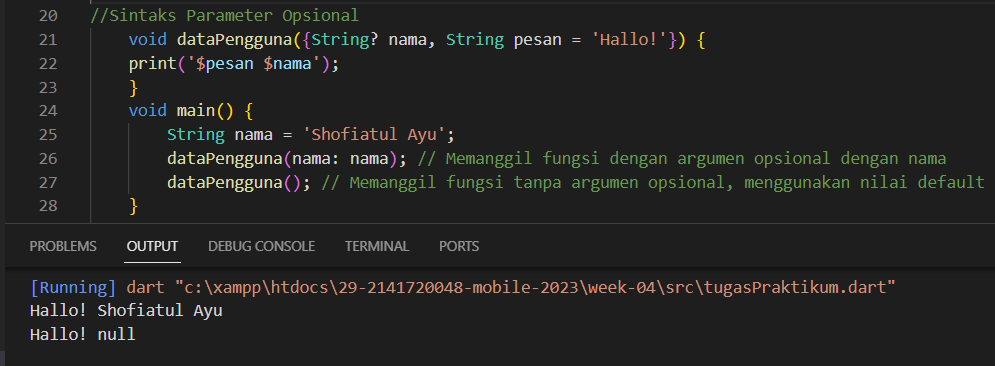 20 //Sintaks Parameter Opsional
21 void dataPengguna({String? nama, String pesan = 'Hallo!'}) {
22 print('$pesan $nama');
23 }
24 void main() {
25 String nama = 'Shofiatul Ayu';
26 dataPengguna(nama: nama); // Memanggil fungsi dengan argumen opsional dengan nama
27 dataPengguna(); // Memanggil fungsi tanpa argumen opsional, menggunakan nilai default
28 }
PROBLEMS OUTPUT DEBUG CONSOLE TERMINAL PORTS
[Running] dart "c:\xampp\htdocs\29-2141720048-mobile-2023\week-04\src\tugasPraktikum.dart"
Hallo! Shofiatul Ayu
Hallo! null